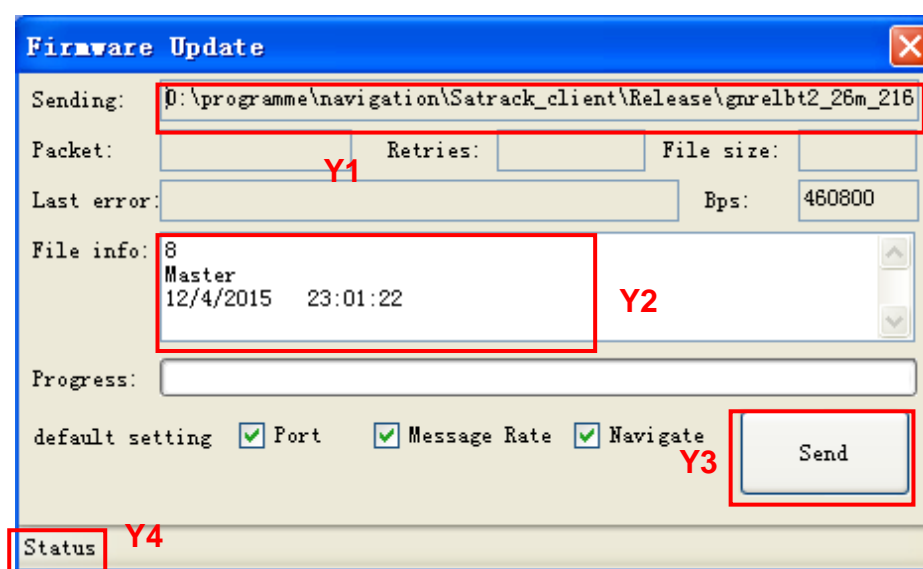 Firmware Update
Sending: D:\programme\navigation\Satrack_client\Release\gnrelbt2_26m_216
Packet: Retries: File size:
Y1
Last error: Bps: 460800
File info: 8
Master
12/4/2015 23:01:22
Y2
Progress:
default setting Port Message Rate Navigate
Y3
Send
Y4
Status